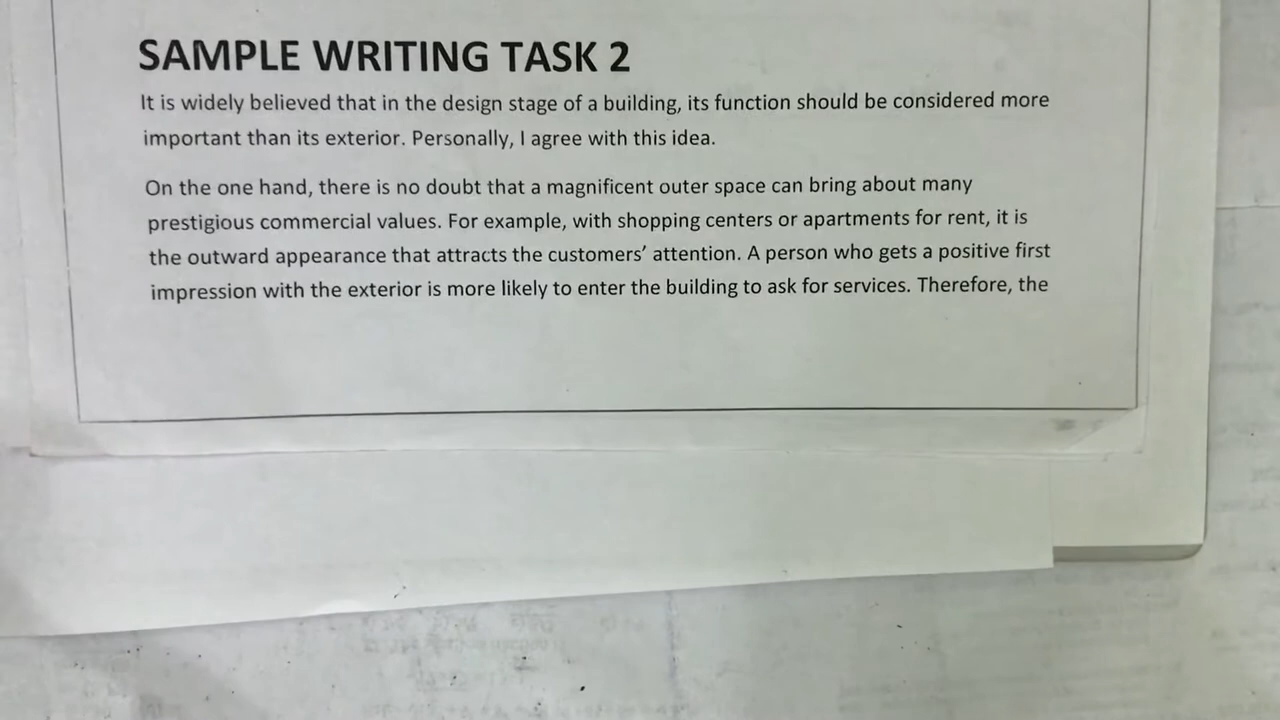 SAMPLE WRITING TASK 2
It is widely believed that in the design stage of a building, its function should be considered more
important than its exterior. Personally, I agree with this idea.
On the one hand, there is no doubt that a magnificent outer space can bring about many
prestigious commercial values. For example, with shopping centers or apartments for rent, it is
the outward appearance that attracts the customers’ attention. A person who gets a positive first
impression with the exterior is more likely to enter the building to ask for services. Therefore, the